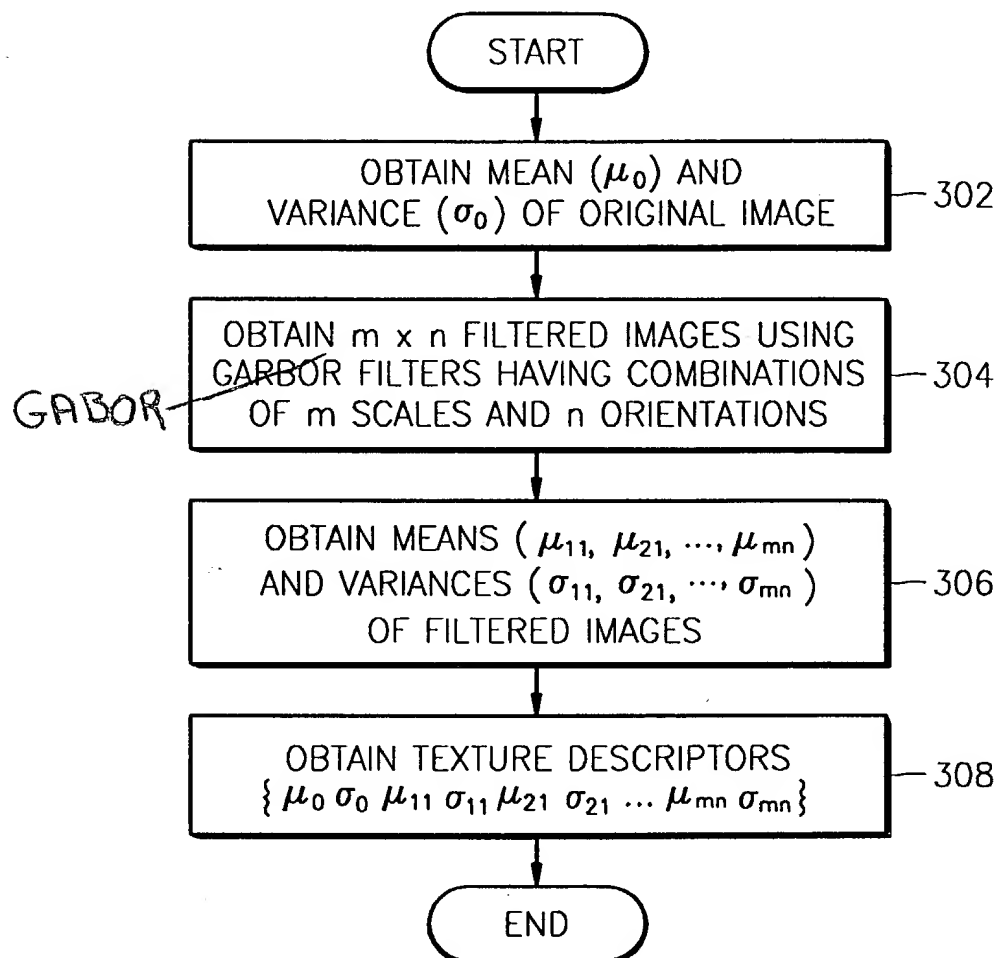 START
OBTAIN MEAN (μ₀) AND
VARIANCE (σ₀) OF ORIGINAL IMAGE
302
OBTAIN m x n FILTERED IMAGES USING
GARBOR FILTERS HAVING COMBINATIONS
OF m SCALES AND n ORIENTATIONS
304
GABOR
OBTAIN MEANS (μ₁₁, μ₂₁, ..., μₘₙ)
AND VARIANCES (σ₁₁, σ₂₁, ..., σₘₙ)
OF FILTERED IMAGES
306
OBTAIN TEXTURE DESCRIPTORS
{ μ₀ σ₀ μ₁₁ σ₁₁ μ₂₁ σ₂₁ ... μₘₙ σₘₙ}
308
END